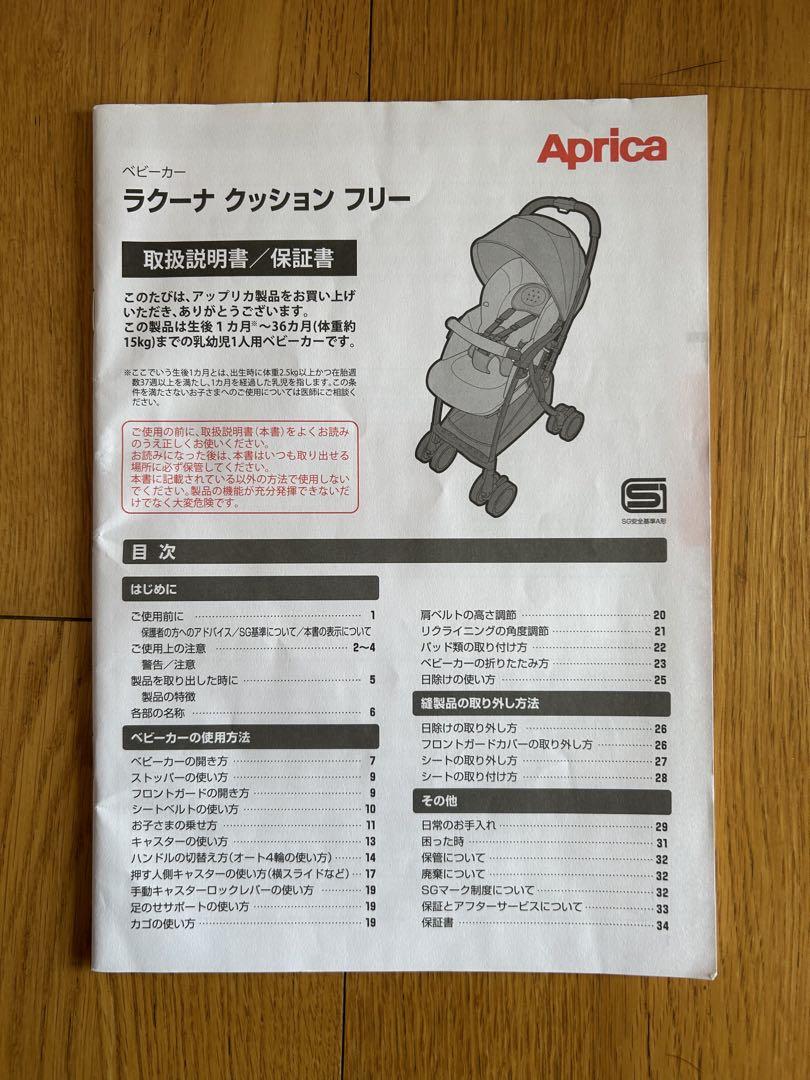 Aprica
ベビーカー
ラクーナ クッション フリー
取扱説明書／保証書
このたびは、アップリカ製品をお買い上げ
いただき、ありがとうございます。
この製品は生後１カ月※～36カ月(体重約
15kg)までの乳幼児1人用ベビーカーです。
※ここでいう生後1カ月とは、出生時に体重2.5kg以上かつ在胎週
数37週以上を満たし、1カ月を経過した乳児を指します。この条
件を満たさないお子さまへのご使用については医師にご相談く
ださい。
ご使用の前に、取扱説明書(本書)をよくお読み
のうえ正しくお使いください。
お読みになった後は、本書はいつも取り出せる
場所に必ず保管してください。
本書に記載されている以外の方法で使用しない
でください。製品の機能が充分発揮できないだ
けでなく大変危険です。
SG安全基準A形
目 次
はじめに
ご使用前に 1
保護者の方へのアドバイス／SG基準について／本書の表示について
ご使用上の注意 2～4
警告／注意
製品を取り出した時に 5
製品の特徴
各部の名称 6
ベビーカーの使用方法
ベビーカーの開き方 7
ストッパーの使い方 9
フロントガードの開き方 9
シートベルトの使い方 10
お子さまの乗せ方 11
キャスターの使い方 13
ハンドルの切替え方(オート4輪の使い方) 14
押す人側キャスターの使い方(横スライドなど) 17
手動キャスターロックレバーの使い方 19
足のせサポートの使い方 19
カゴの使い方 19
肩ベルトの高さ調節 20
リクライニングの角度調節 21
パッド類の取り付け方 22
ベビーカーの折りたたみ方 23
日除けの使い方 25
縫製品の取り外し方法
日除けの取り外し方 26
フロントガードカバーの取り外し方 26
シートの取り外し方 27
シートの取り付け方 28
その他
日常のお手入れ 29
困った時 31
保管について 32
廃棄について 32
SGマーク制度について 32
保証とアフターサービスについて 33
保証書 34